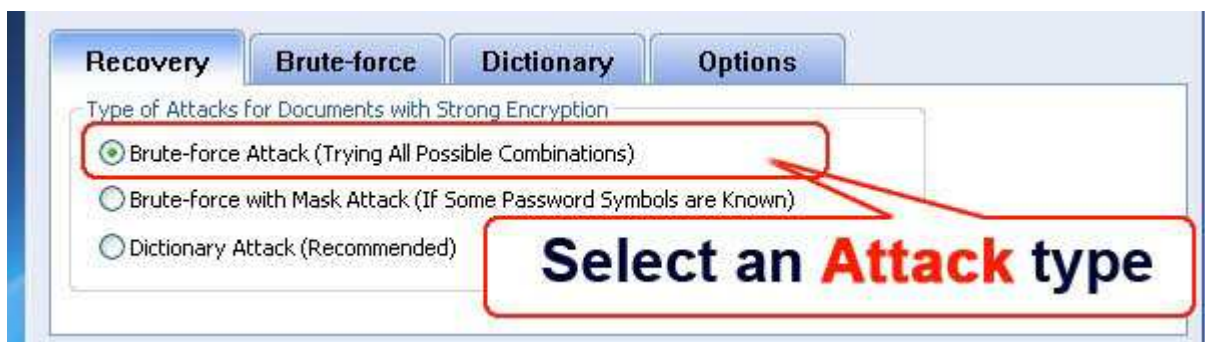 Recovery Brute-force Dictionary Options
Type of Attacks for Documents with Strong Encryption
Brute-force Attack (Trying All Possible Combinations)
Brute-force with Mask Attack (If Some Password Symbols are Known)
Dictionary Attack (Recommended)
Select an Attack type